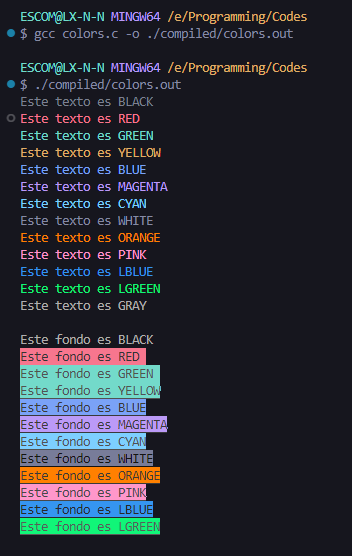 ESCOM@LX-N-N MINGW64 /e/Programming/Codes
$ gcc colors.c -o ./compiled/colors.out
ESCOM@LX-N-N MINGW64 /e/Programming/Codes
$ ./compiled/colors.out
Este texto es BLACK
Este texto es RED
Este texto es GREEN
Este texto es YELLOW
Este texto es BLUE
Este texto es MAGENTA
Este texto es CYAN
Este texto es WHITE
Este texto es ORANGE
Este texto es PINK
Este texto es LBLUE
Este texto es LGREEN
Este texto es GRAY
Este fondo es BLACK
Este fondo es RED
Este fondo es GREEN
Este fondo es YELLOW
Este fondo es BLUE
Este fondo es MAGENTA
Este fondo es CYAN
Este fondo es WHITE
Este fondo es ORANGE
Este fondo es PINK
Este fondo es LBLUE
Este fondo es LGREEN